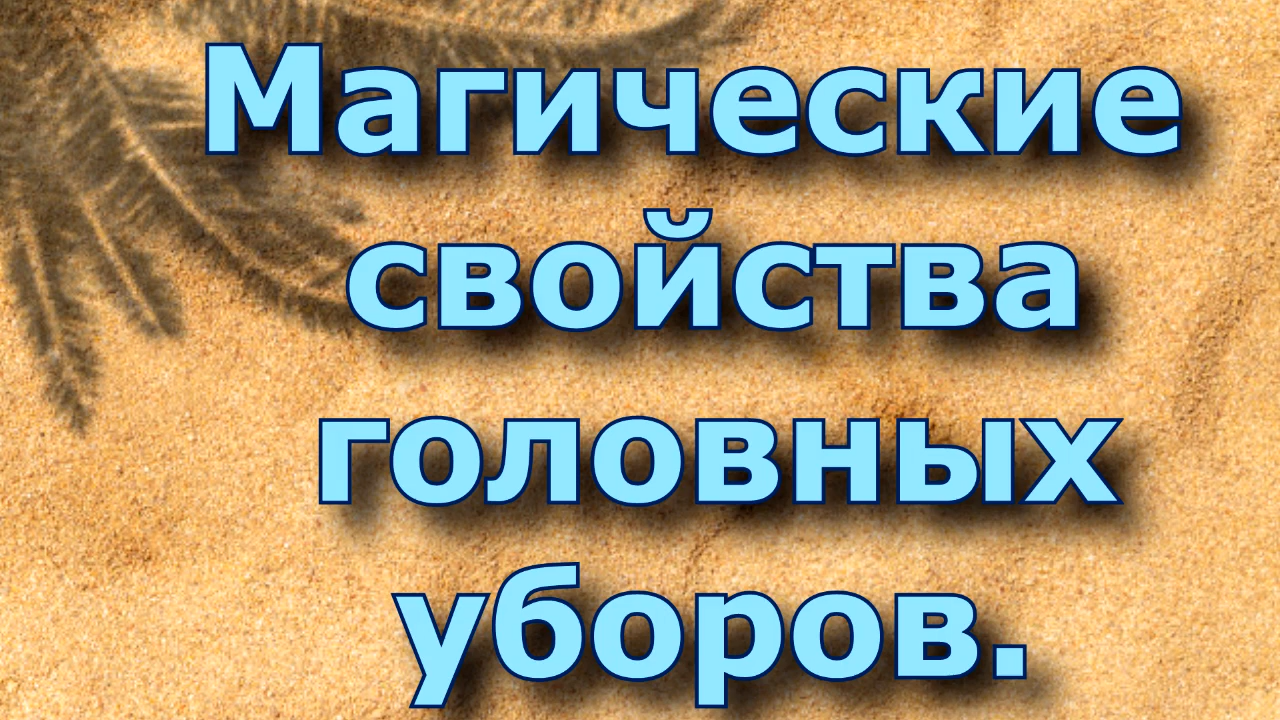 Магические
свойства
головных
уборов.